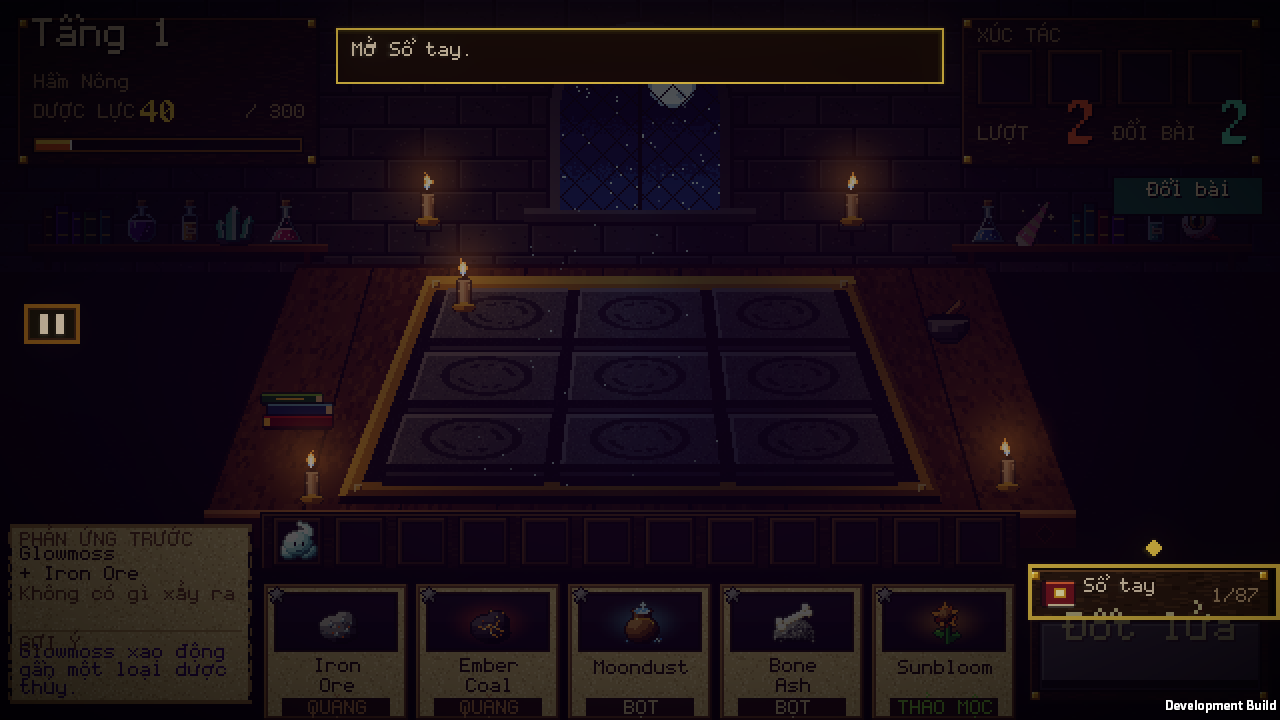 Tầng 1
Hầm Nông
DƯỢC LỰC 40 / 300
Mở Sổ tay.
XÚC TÁC
LƯỢT 2 ĐỔI BÀI 2
Đổi bài
PHẢN ỨNG TRƯỚC
Glowmoss
+ Iron Ore
Không có gì xảy ra
GỢI Ý
Glowmoss xao động
gần một loại dược
thủy.
Iron
Ore
QUẶNG
Ember
Coal
QUẶNG
Moondust
BỘT
Bone
Ash
BỘT
Sunbloom
THẢO MỘC
Sổ tay
1/87
Đốt lửa
Development Build